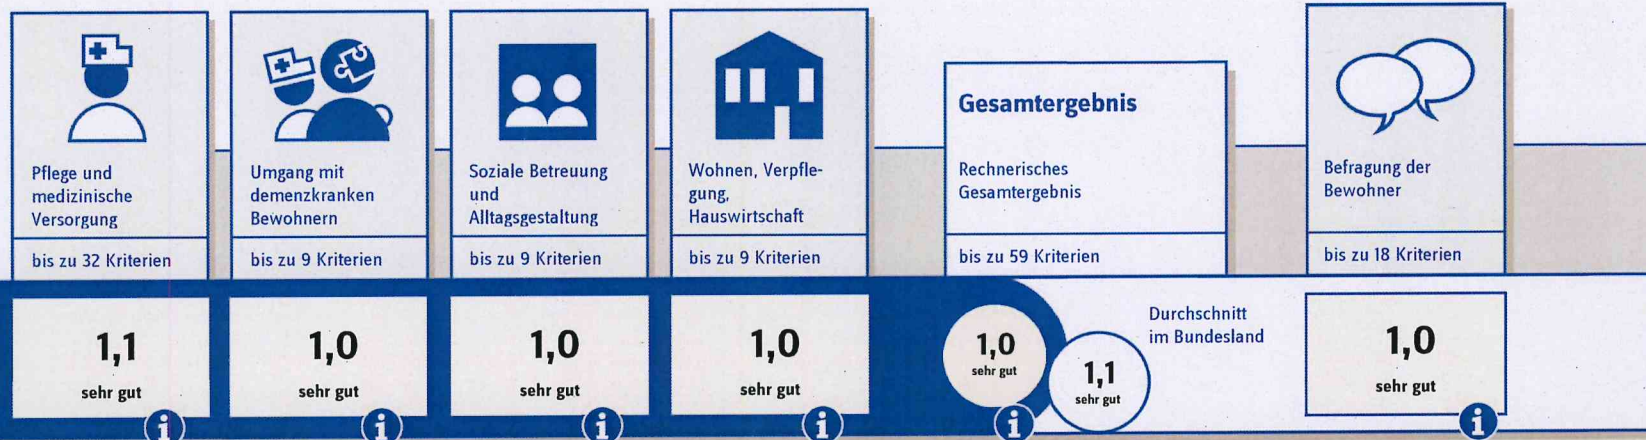 Pflege und
medizinische
Versorgung
bis zu 32 Kriterien
1,1
sehr gut
i
Umgang mit
demenzkranken
Bewohnern
bis zu 9 Kriterien
1,0
sehr gut
i
Soziale Betreuung
und
Alltagsgestaltung
bis zu 9 Kriterien
1,0
sehr gut
i
Wohnen, Verpfle-
gung,
Hauswirtschaft
bis zu 9 Kriterien
1,0
sehr gut
i
Gesamtergebnis
Rechnerisches
Gesamtergebnis
bis zu 59 Kriterien
1,0
sehr gut
i
Durchschnitt
im Bundesland
1,1
sehr gut
Befragung der
Bewohner
bis zu 18 Kriterien
1,0
sehr gut
i